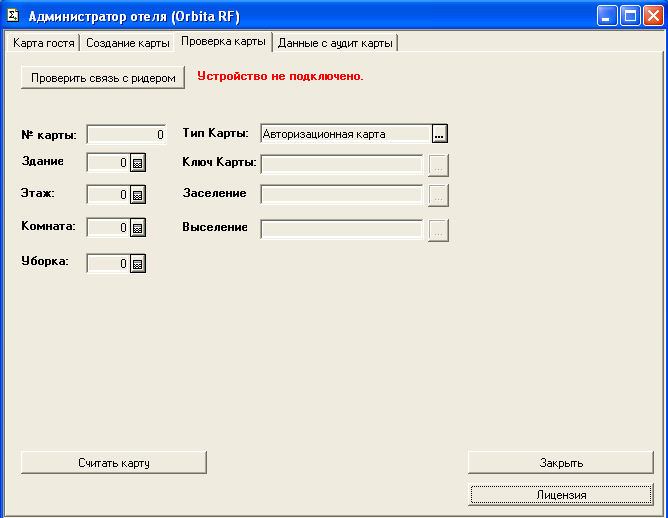 Администратор отеля (Orbita RF)
Карта гостя Создание карты Проверка карты Данные с аудит карты
Проверить связь с ридером Устройство не подключено.
№ карты: 0 Тип Карты: Авторизационная карта ...
Здание 0 Ключ Карты: ...
Этаж: 0 Заселение ...
Комната: 0 Выселение ...
Уборка: 0
Считать карту Закрыть
Лицензия